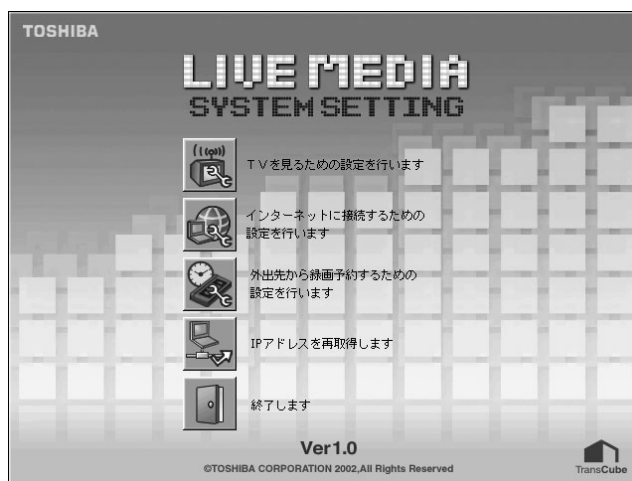 TOSHIBA
LIVE MEDIA
SYSTEM SETTING
TVを見るための設定を行います
インターネットに接続するための
設定を行います
外出先から録画予約するための
設定を行います
IPアドレスを再取得します
終了します
Ver1.0
©TOSHIBA CORPORATION 2002,All Rights Reserved
TransCube